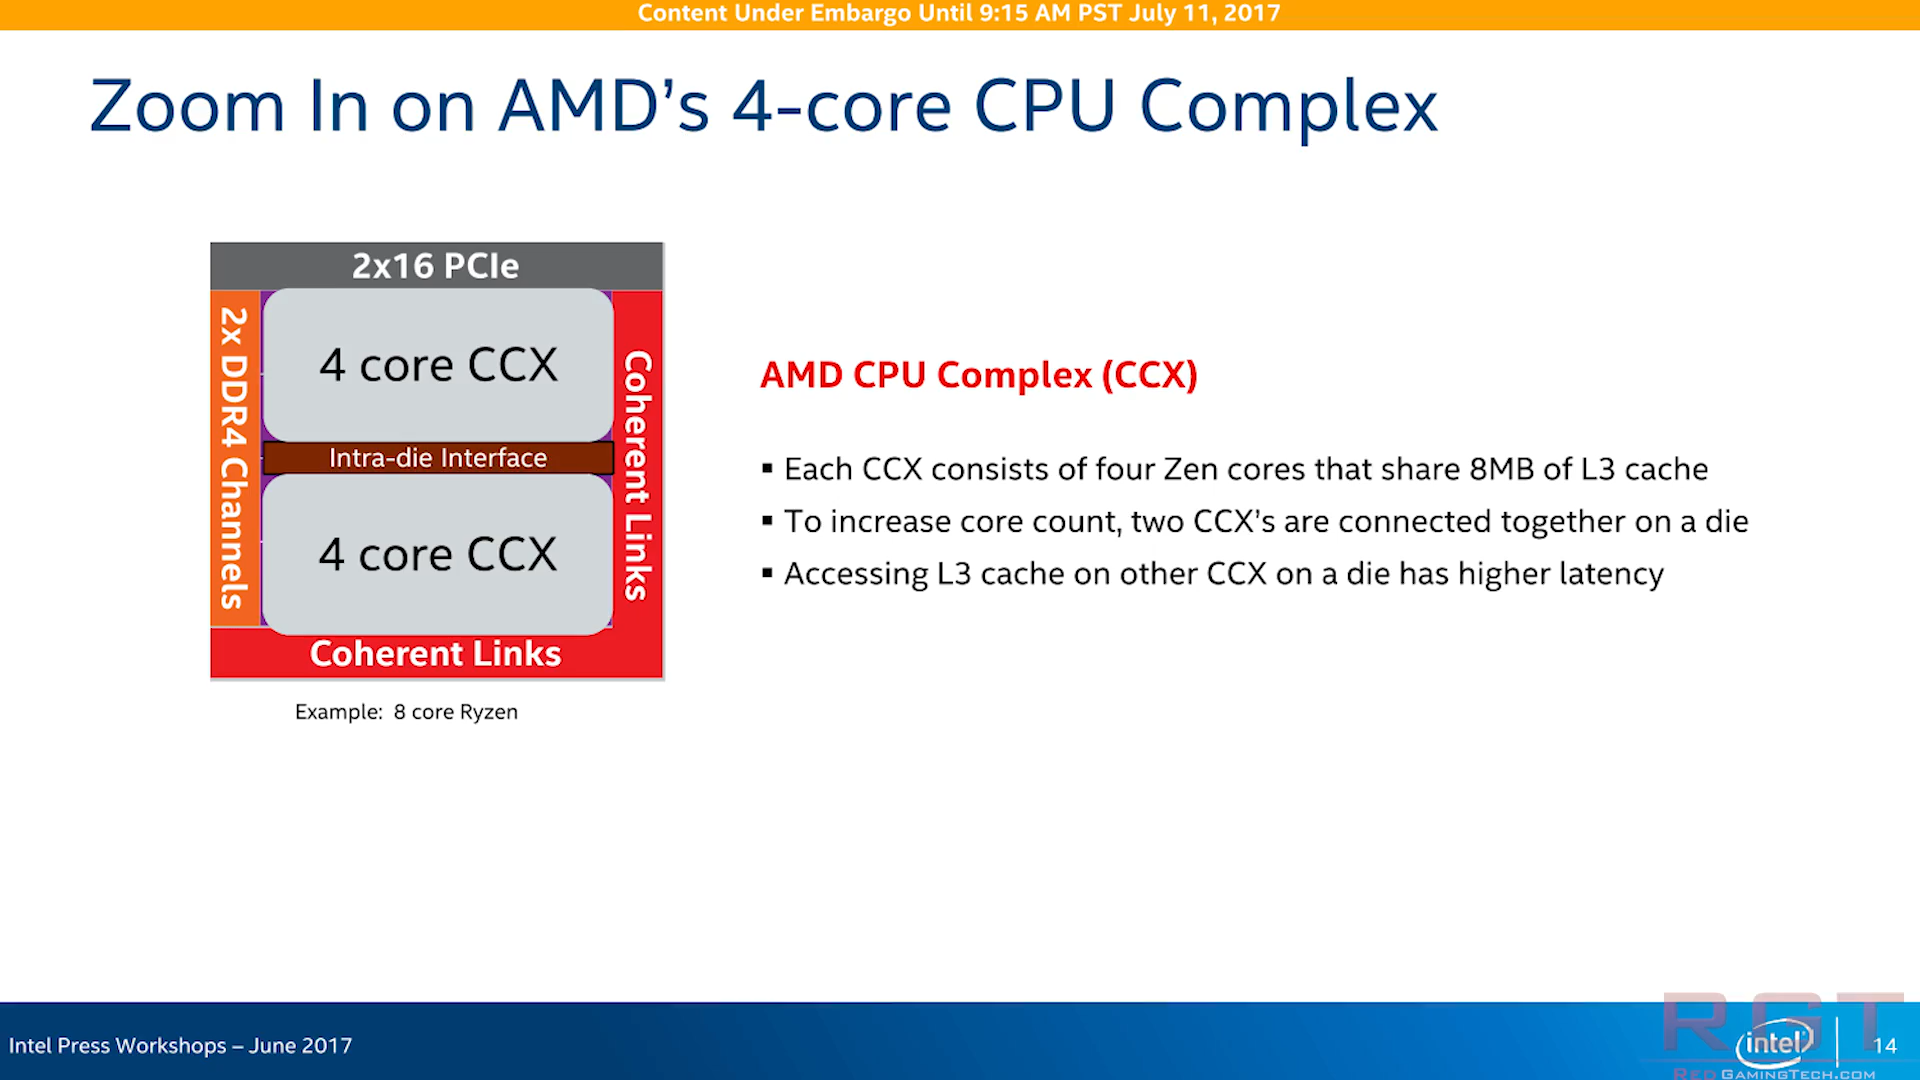 Content Under Embargo Until 9:15 AM PST July 11, 2017
Zoom In on AMD’s 4-core CPU Complex
2x16 PCIe
2x DDR4 Channels
4 core CCX
Intra-die Interface
4 core CCX
Coherent Links
Coherent Links
Example: 8 core Ryzen
AMD CPU Complex (CCX)
▪ Each CCX consists of four Zen cores that share 8MB of L3 cache
▪ To increase core count, two CCX’s are connected together on a die
▪ Accessing L3 cache on other CCX on a die has higher latency
Intel Press Workshops – June 2017
RGT
intel
14
RED GAMINGTECH.COM